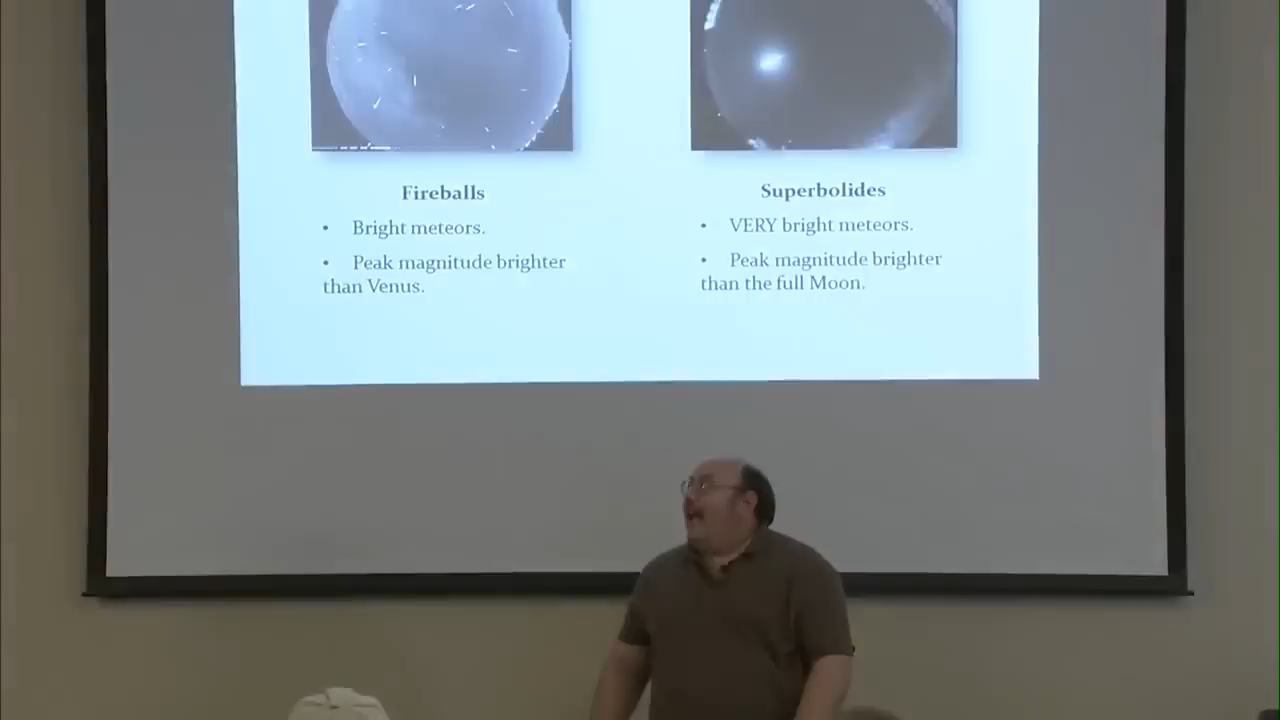 Fireballs
• Bright meteors.
• Peak magnitude brighter
than Venus.
Superbolides
• VERY bright meteors.
• Peak magnitude brighter
than the full Moon.